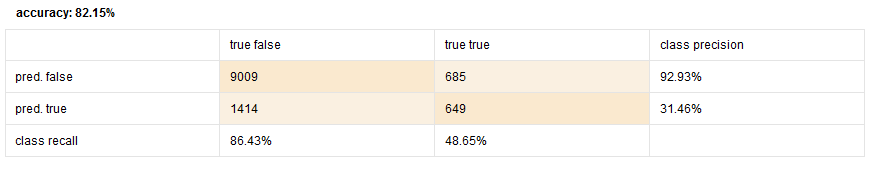 accuracy: 82.15%
true false true true class precision
pred. false 9009 685 92.93%
pred. true 1414 649 31.46%
class recall 86.43% 48.65%